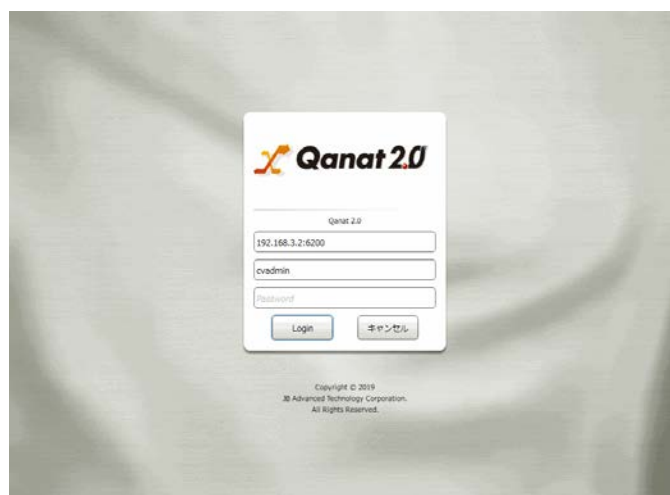 Qanat 2.0
Qanat 2.0
192.168.3.2:6200
cvadmin
Password
Login キャンセル
Copyright © 2019
JB Advanced Technology Corporation.
All Rights Reserved.